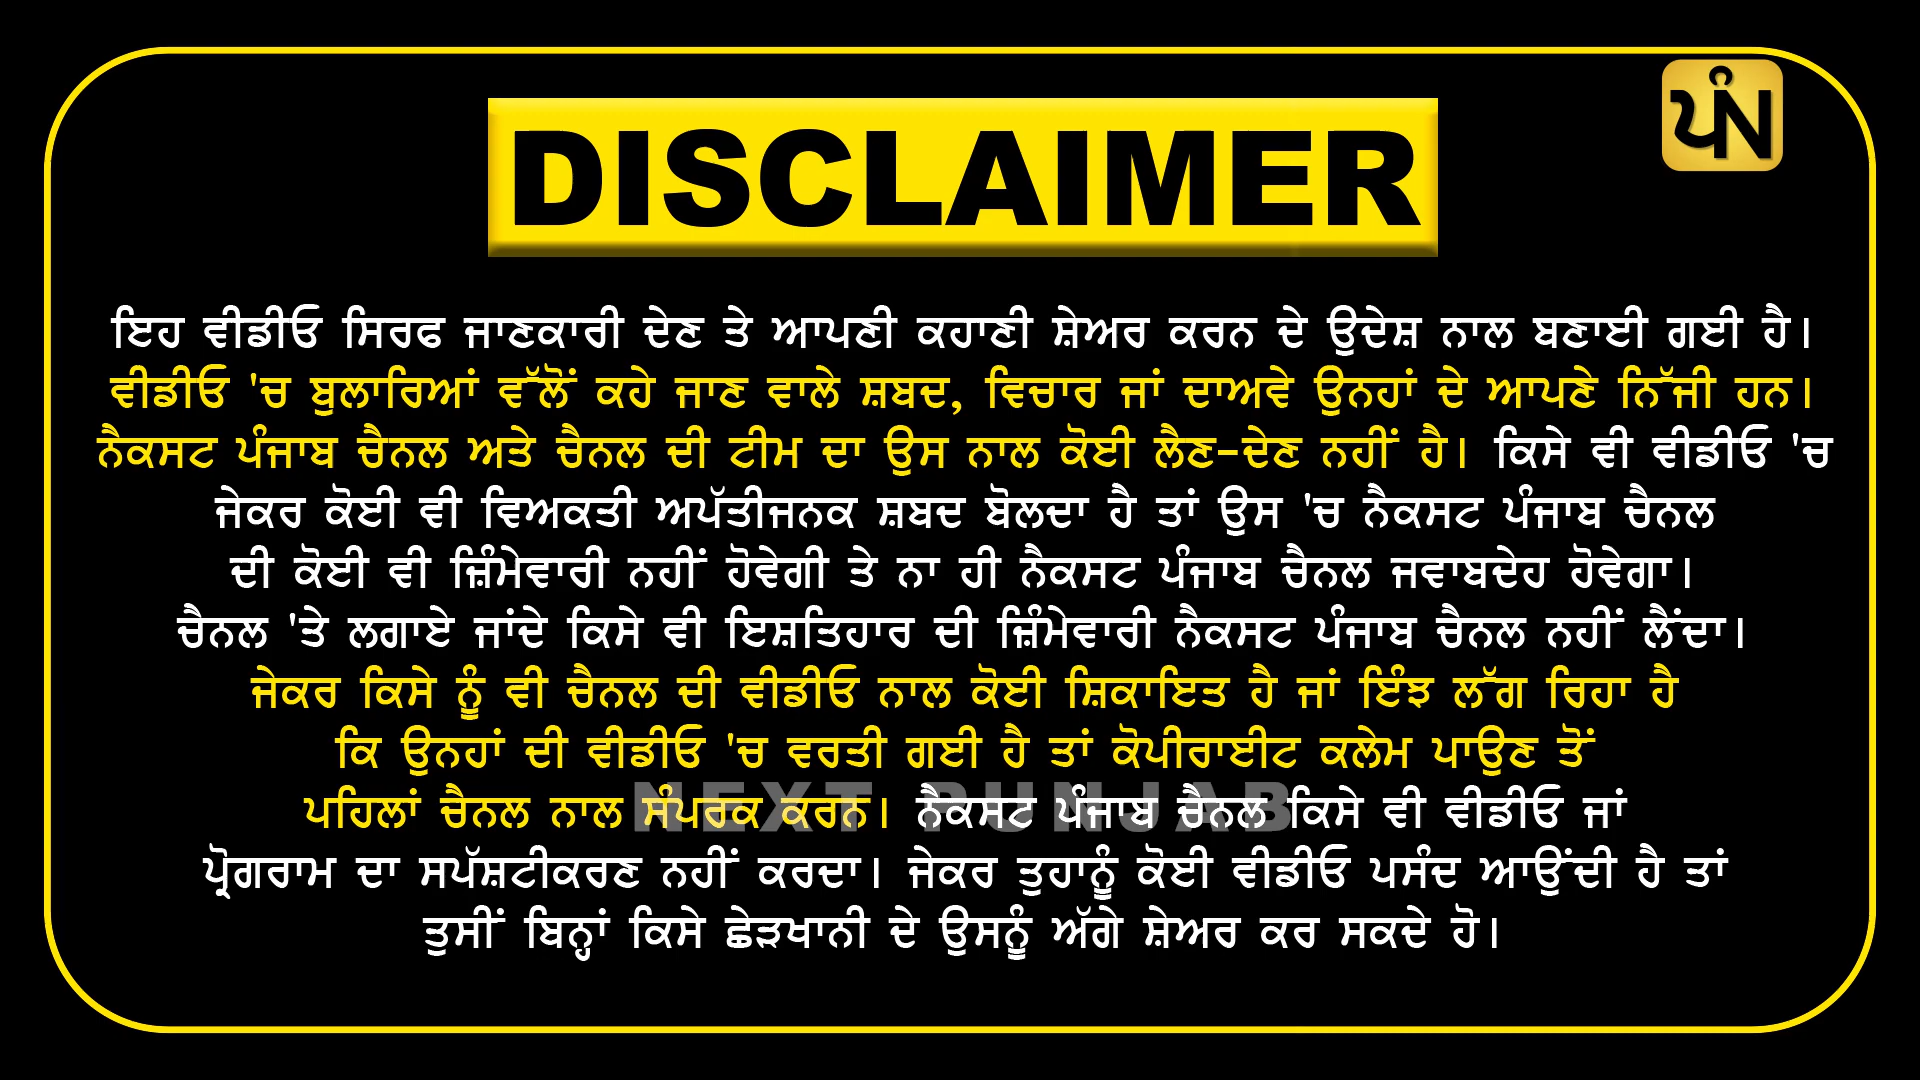 ਪੰN
DISCLAIMER
ਇਹ ਵੀਡੀਓ ਸਿਰਫ ਜਾਣਕਾਰੀ ਦੇਣ ਤੇ ਆਪਣੀ ਕਹਾਣੀ ਸ਼ੇਅਰ ਕਰਨ ਦੇ ਉਦੇਸ਼ ਨਾਲ ਬਣਾਈ ਗਈ ਹੈ।
ਵੀਡੀਓ 'ਚ ਬੁਲਾਰਿਆਂ ਵੱਲੋਂ ਕਹੇ ਜਾਣ ਵਾਲੇ ਸ਼ਬਦ, ਵਿਚਾਰ ਜਾਂ ਦਾਅਵੇ ਉਨਹਾਂ ਦੇ ਆਪਣੇ ਨਿੱਜੀ ਹਨ।
ਨੈਕਸਟ ਪੰਜਾਬ ਚੈਨਲ ਅਤੇ ਚੈਨਲ ਦੀ ਟੀਮ ਦਾ ਉਸ ਨਾਲ ਕੋਈ ਲੈਣ-ਦੇਣ ਨਹੀਂ ਹੈ। ਕਿਸੇ ਵੀ ਵੀਡੀਓ 'ਚ
ਜੇਕਰ ਕੋਈ ਵੀ ਵਿਅਕਤੀ ਅਪੱਤੀਜਨਕ ਸ਼ਬਦ ਬੋਲਦਾ ਹੈ ਤਾਂ ਉਸ 'ਚ ਨੈਕਸਟ ਪੰਜਾਬ ਚੈਨਲ
ਦੀ ਕੋਈ ਵੀ ਜ਼ਿੰਮੇਵਾਰੀ ਨਹੀਂ ਹੋਵੇਗੀ ਤੇ ਨਾ ਹੀ ਨੈਕਸਟ ਪੰਜਾਬ ਚੈਨਲ ਜਵਾਬਦੇਹ ਹੋਵੇਗਾ।
ਚੈਨਲ 'ਤੇ ਲਗਾਏ ਜਾਂਦੇ ਕਿਸੇ ਵੀ ਇਸ਼ਤਿਹਾਰ ਦੀ ਜ਼ਿੰਮੇਵਾਰੀ ਨੈਕਸਟ ਪੰਜਾਬ ਚੈਨਲ ਨਹੀਂ ਲੈਂਦਾ।
ਜੇਕਰ ਕਿਸੇ ਨੂੰ ਵੀ ਚੈਨਲ ਦੀ ਵੀਡੀਓ ਨਾਲ ਕੋਈ ਸ਼ਿਕਾਇਤ ਹੈ ਜਾਂ ਇੰਝ ਲੱਗ ਰਿਹਾ ਹੈ
ਕਿ ਉਨਹਾਂ ਦੀ ਵੀਡੀਓ 'ਚ ਵਰਤੀ ਗਈ ਹੈ ਤਾਂ ਕੋਪੀਰਾਈਟ ਕਲੇਮ ਪਾਉਣ ਤੋਂ
ਪਹਿਲਾਂ ਚੈਨਲ ਨਾਲ ਸੰਪਰਕ ਕਰਨ। ਨੈਕਸਟ ਪੰਜਾਬ ਚੈਨਲ ਕਿਸੇ ਵੀ ਵੀਡੀਓ ਜਾਂ
NEXT PUNJAB
ਪ੍ਰੋਗਰਾਮ ਦਾ ਸਪੱਸ਼ਟੀਕਰਣ ਨਹੀਂ ਕਰਦਾ। ਜੇਕਰ ਤੁਹਾਨੂੰ ਕੋਈ ਵੀਡੀਓ ਪਸੰਦ ਆਉਂਦੀ ਹੈ ਤਾਂ
ਤੁਸੀਂ ਬਿਨ੍ਹਾਂ ਕਿਸੇ ਛੇੜਖਾਨੀ ਦੇ ਉਸਨੂੰ ਅੱਗੇ ਸ਼ੇਅਰ ਕਰ ਸਕਦੇ ਹੋ।